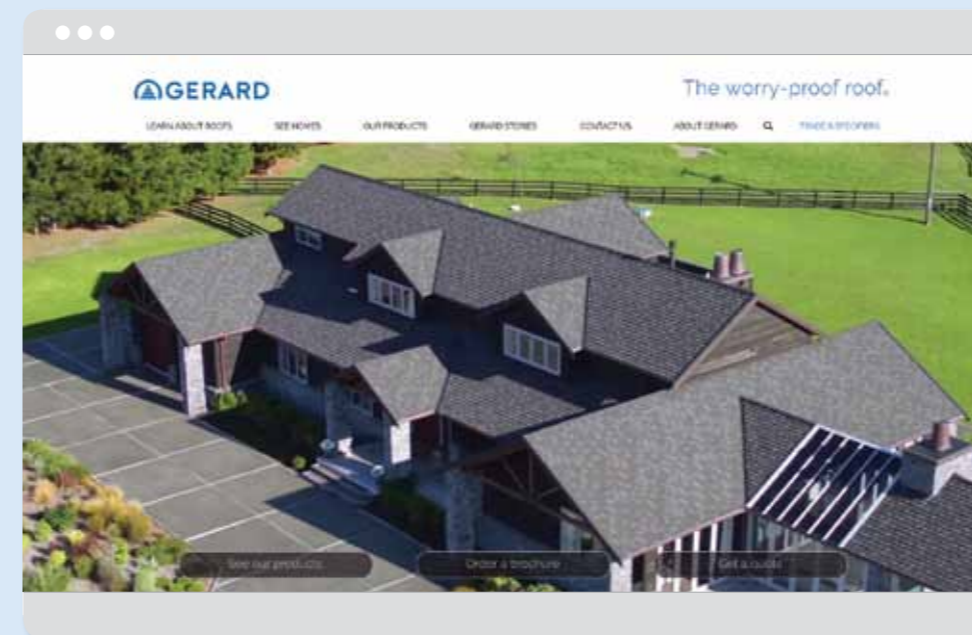 GERARD
The worry-proof roof.
LEARN ABOUT ROOFS SEE HOMES OUR PRODUCTS GERARD STORIES CONTACT US ABOUT GERARD TRADE & SPECIFIERS
See our products Order a brochure Get a quote